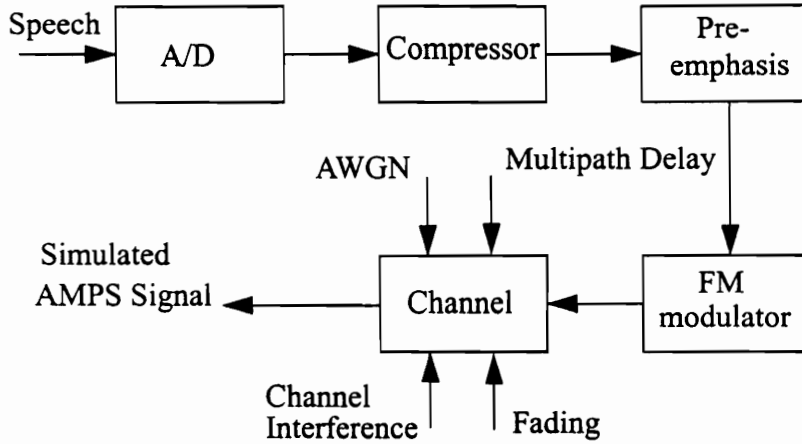 Speech
A/D
Compressor
Pre-
emphasis
AWGN
Multipath Delay
Simulated
AMPS Signal
Channel
FM
modulator
Channel
Interference
Fading